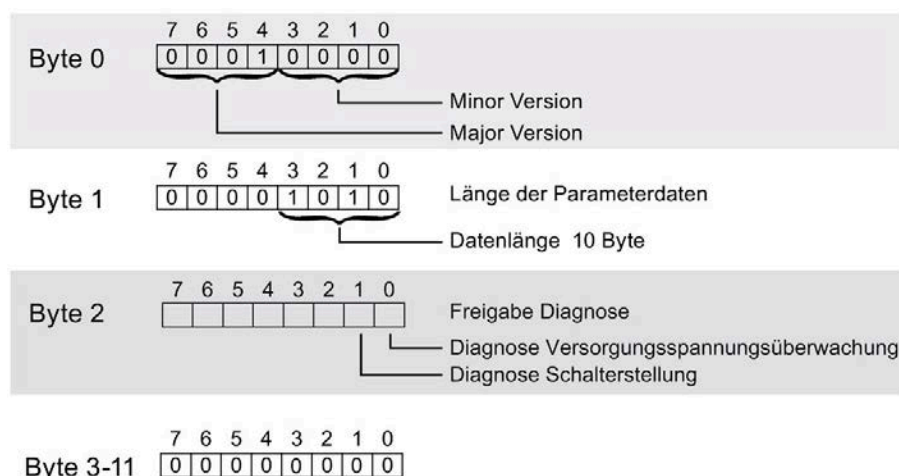 7 6 5 4 3 2 1 0
Byte 0 0 0 0 1 0 0 0 0
Minor Version
Major Version
7 6 5 4 3 2 1 0
Byte 1 0 0 0 0 1 0 1 0 Länge der Parameterdaten
Datenlänge 10 Byte
7 6 5 4 3 2 1 0
Byte 2 Freigabe Diagnose
Diagnose Versorgungsspannungsüberwachung
Diagnose Schalterstellung
7 6 5 4 3 2 1 0
Byte 3-11 0 0 0 0 0 0 0 0